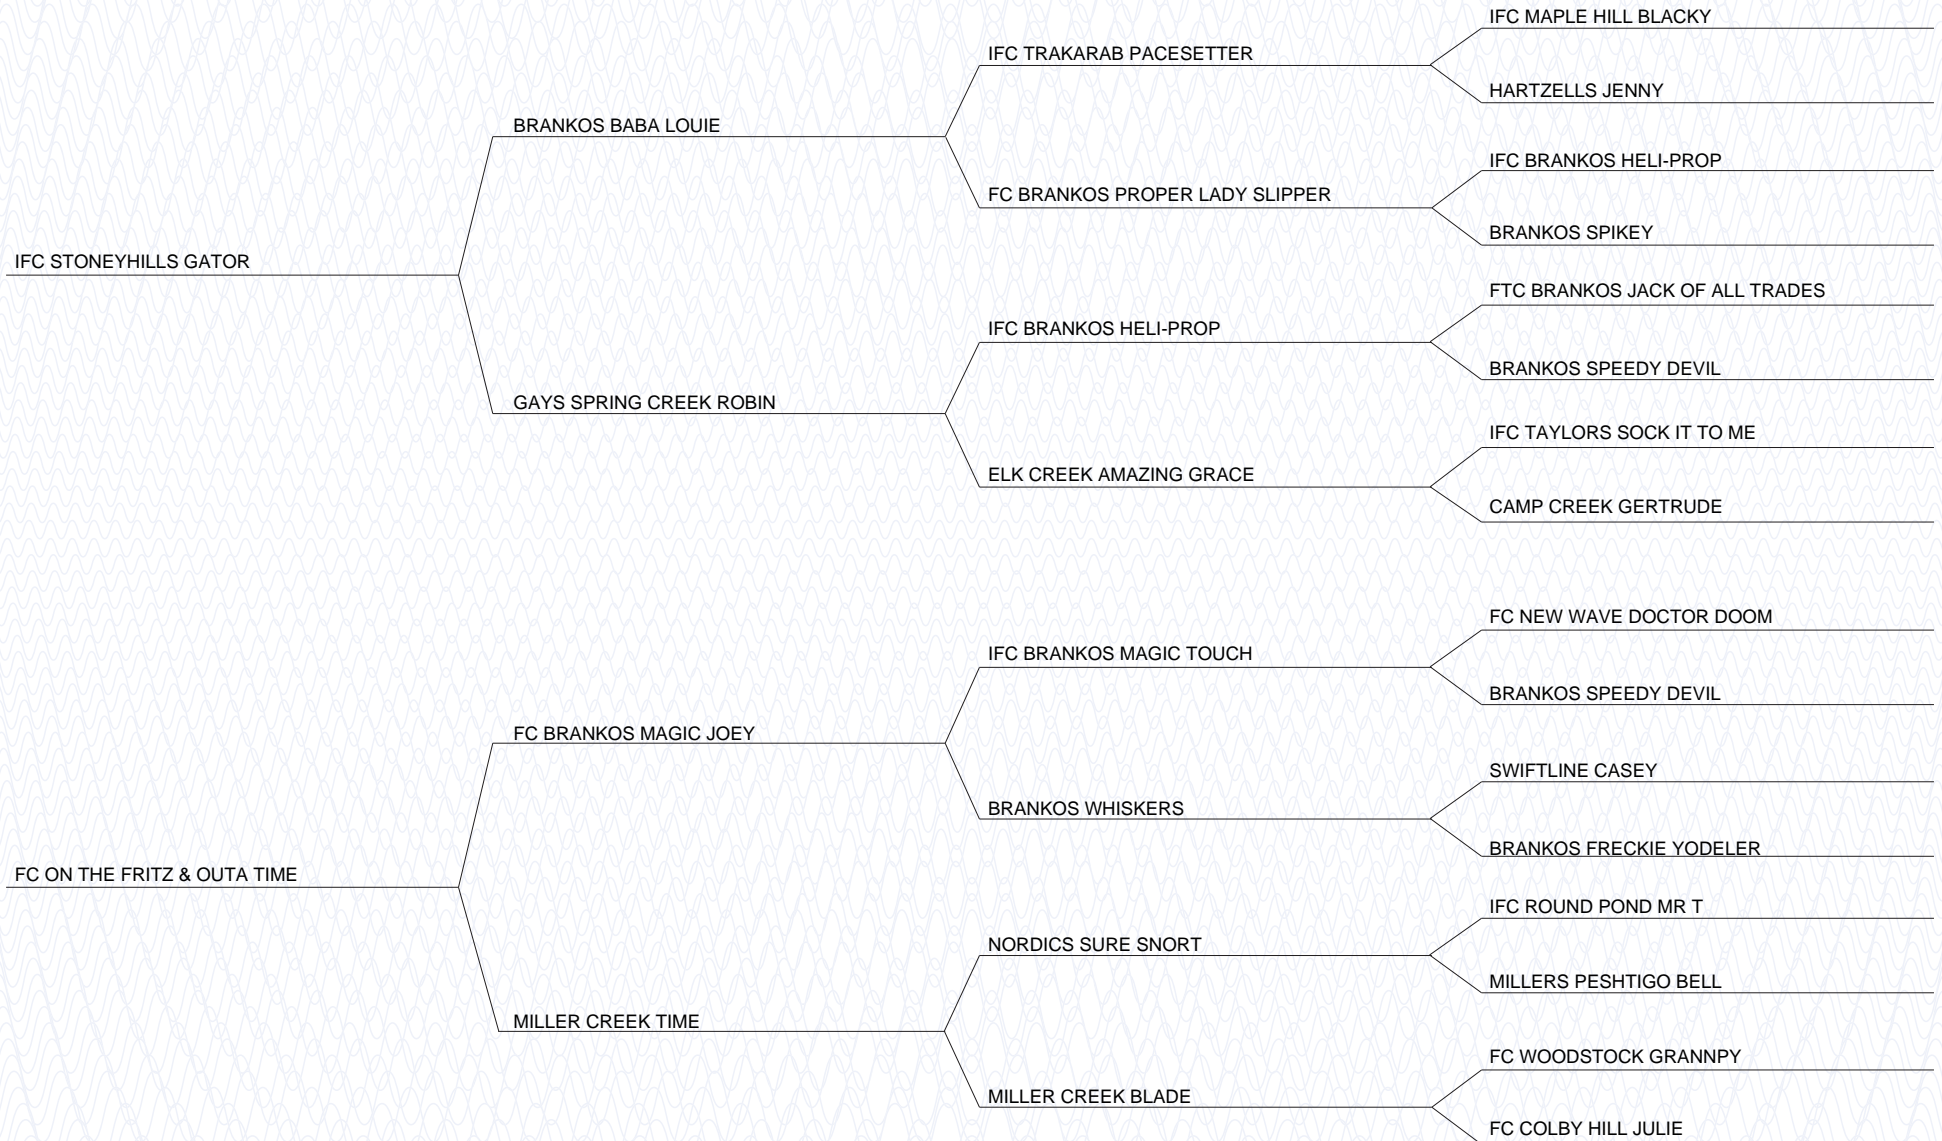 IFC MAPLE HILL BLACKY
IFC TRAKARAB PACESETTER
HARTZELLS JENNY
BRANKOS BABA LOUIE
IFC BRANKOS HELI-PROP
FC BRANKOS PROPER LADY SLIPPER
BRANKOS SPIKEY
IFC STONEYHILLS GATOR
FTC BRANKOS JACK OF ALL TRADES
IFC BRANKOS HELI-PROP
BRANKOS SPEEDY DEVIL
GAYS SPRING CREEK ROBIN
IFC TAYLORS SOCK IT TO ME
ELK CREEK AMAZING GRACE
CAMP CREEK GERTRUDE
FC NEW WAVE DOCTOR DOOM
IFC BRANKOS MAGIC TOUCH
BRANKOS SPEEDY DEVIL
FC BRANKOS MAGIC JOEY
SWIFTLINE CASEY
BRANKOS WHISKERS
BRANKOS FRECKIE YODELER
FC ON THE FRITZ & OUTA TIME
IFC ROUND POND MR T
NORDICS SURE SNORT
MILLERS PESHTIGO BELL
MILLER CREEK TIME
FC WOODSTOCK GRANNPY
MILLER CREEK BLADE
FC COLBY HILL JULIE